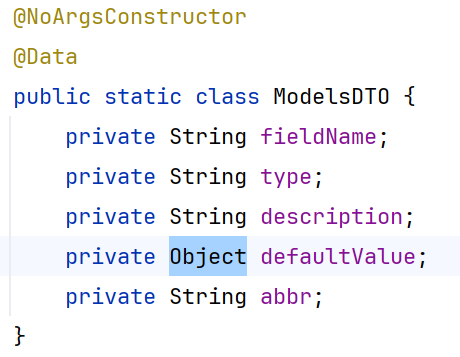 @NoArgsConstructor
@Data
public static class ModelsDTO {
    private String fieldName;
    private String type;
    private String description;
    private Object defaultValue;
    private String abbr;
}